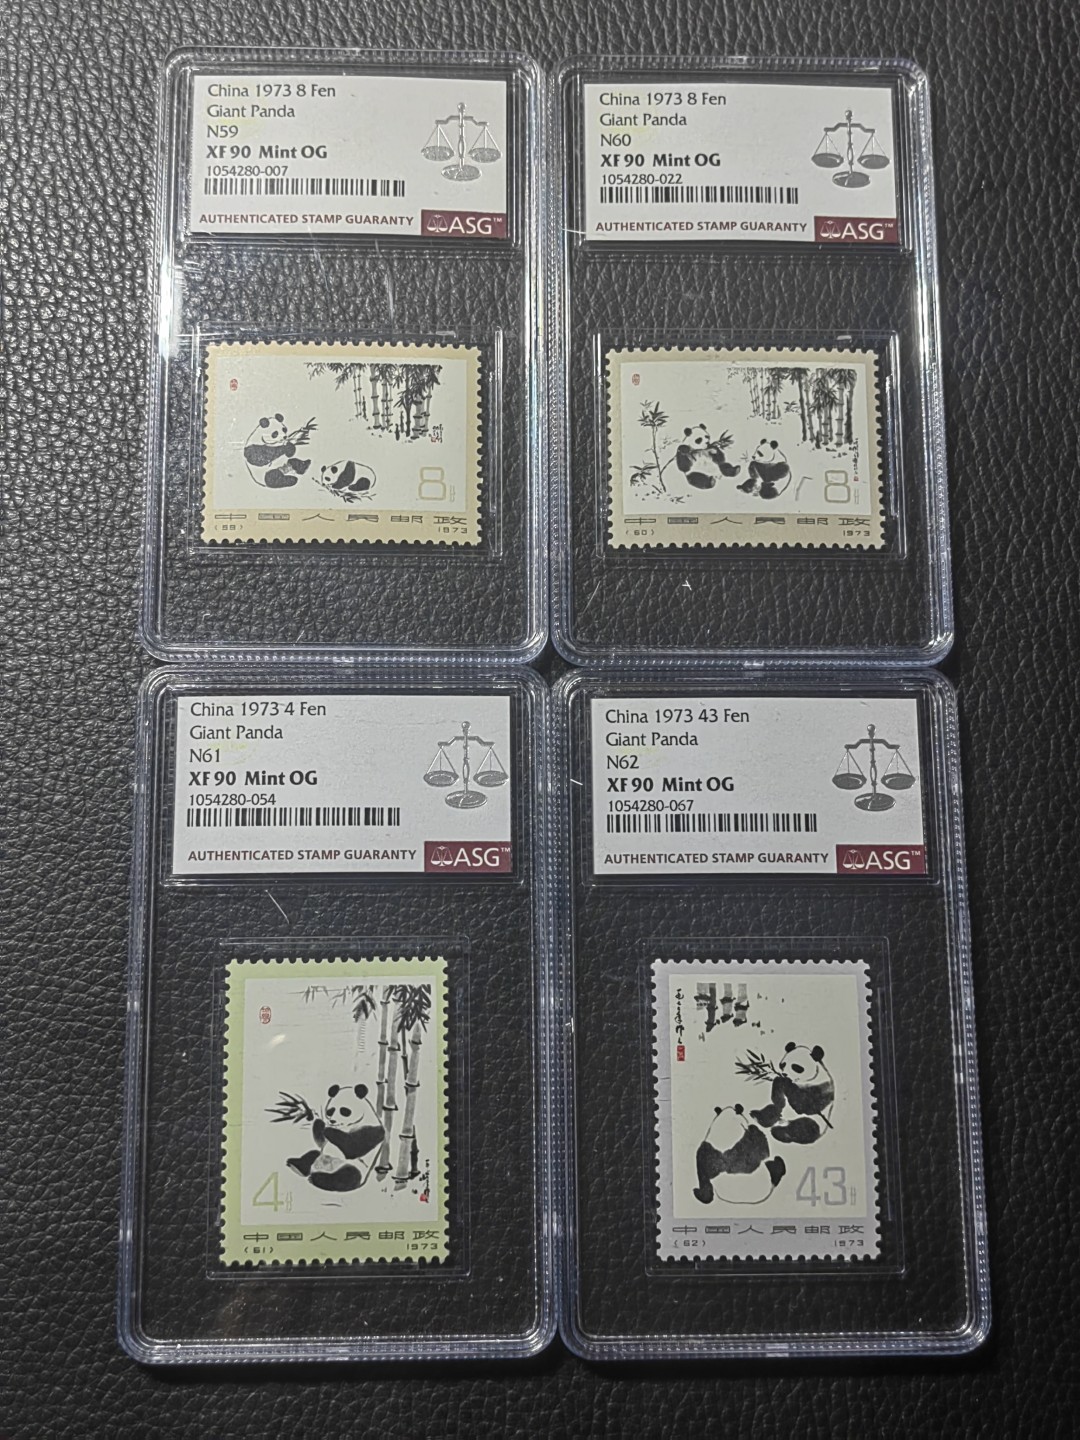 China 1973 8 Fen
Giant Panda
N59
XF 90 Mint OG
1054280-007
AUTHENTICATED STAMP GUARANTY
ASG™
8分
中国人民邮政
(59)
1973
China 1973 8 Fen
Giant Panda
N60
XF 90 Mint OG
1054280-022
AUTHENTICATED STAMP GUARANTY
ASG™
8分
中国人民邮政
(60)
1973
China 1973 4 Fen
Giant Panda
N61
XF 90 Mint OG
1054280-054
AUTHENTICATED STAMP GUARANTY
ASG™
4分
中国人民邮政
(61)
1973
China 1973 43 Fen
Giant Panda
N62
XF 90 Mint OG
1054280-067
AUTHENTICATED STAMP GUARANTY
ASG™
43分
中国人民邮政
(62)
1973